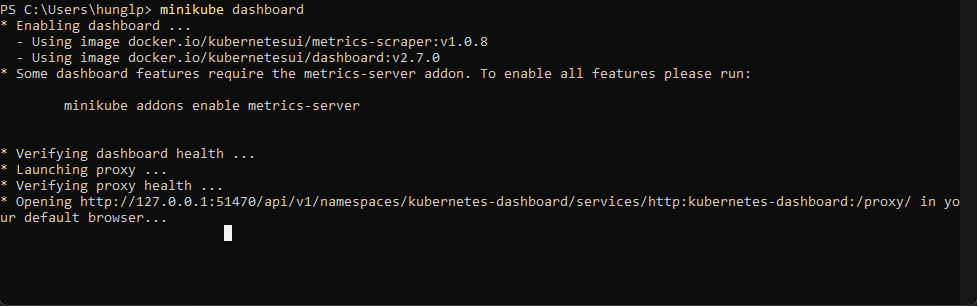 PS C:\Users\hunglp> minikube dashboard
* Enabling dashboard ...
  - Using image docker.io/kubernetesui/metrics-scraper:v1.0.8
  - Using image docker.io/kubernetesui/dashboard:v2.7.0
* Some dashboard features require the metrics-server addon. To enable all features please run:
        minikube addons enable metrics-server
* Verifying dashboard health ...
* Launching proxy ...
* Verifying proxy health ...
* Opening http://127.0.0.1:51470/api/v1/namespaces/kubernetes-dashboard/services/http:kubernetes-dashboard:/proxy/ in yo
ur default browser...